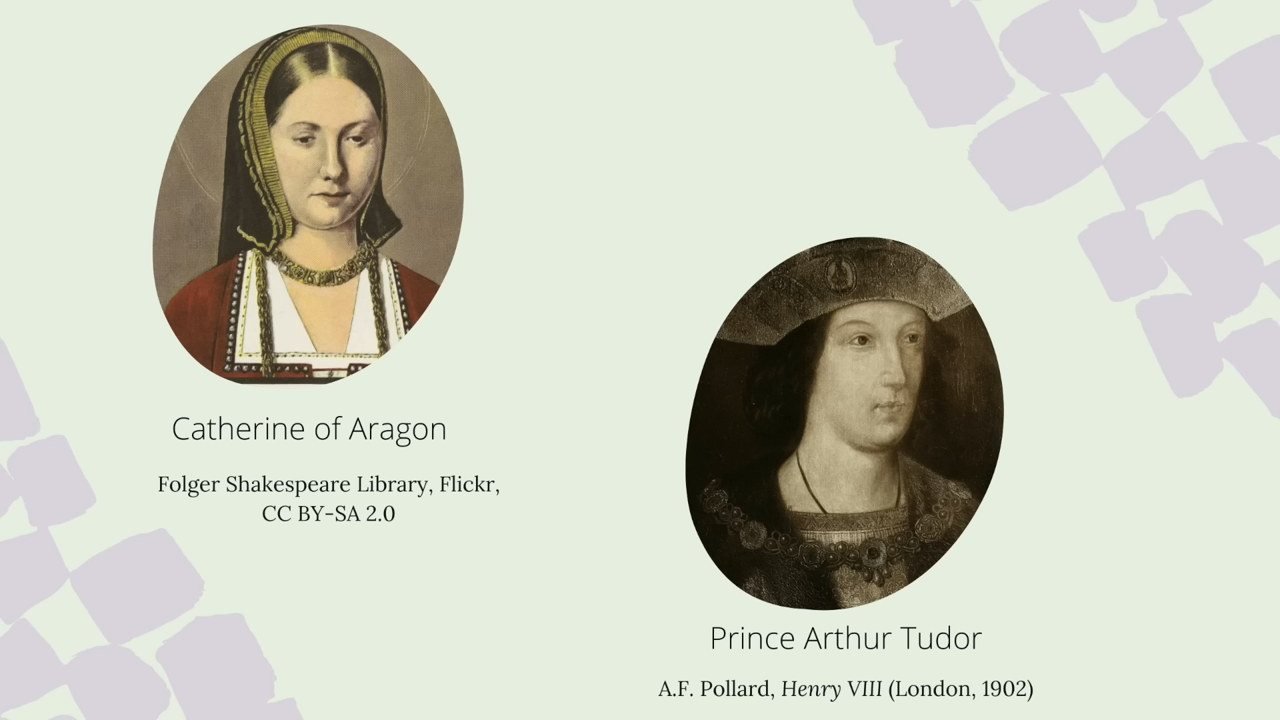 Catherine of Aragon
Folger Shakespeare Library, Flickr,
CC BY-SA 2.0
Prince Arthur Tudor
A.F. Pollard, Henry VIII (London, 1902)